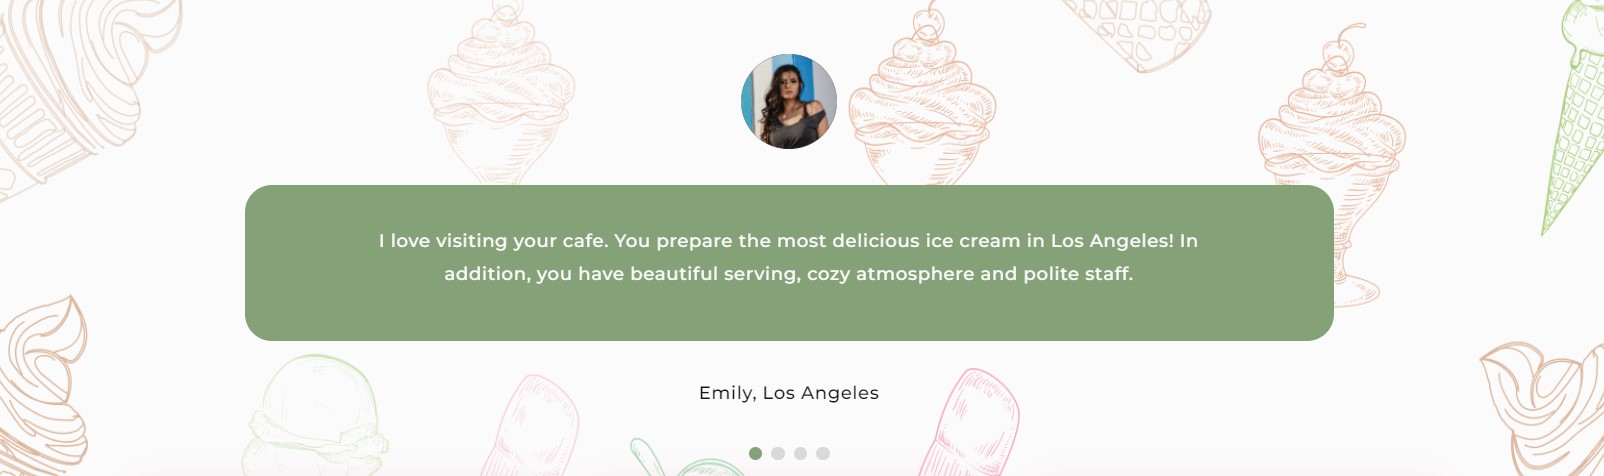 I love visiting your cafe. You prepare the most delicious ice cream in Los Angeles! In
addition, you have beautiful serving, cozy atmosphere and polite staff.
Emily, Los Angeles